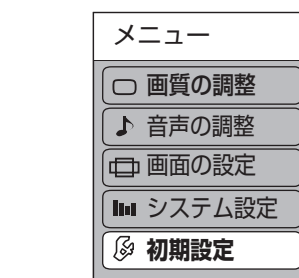 メニュー
画質の調整
音声の調整
画面の設定
システム設定
初期設定